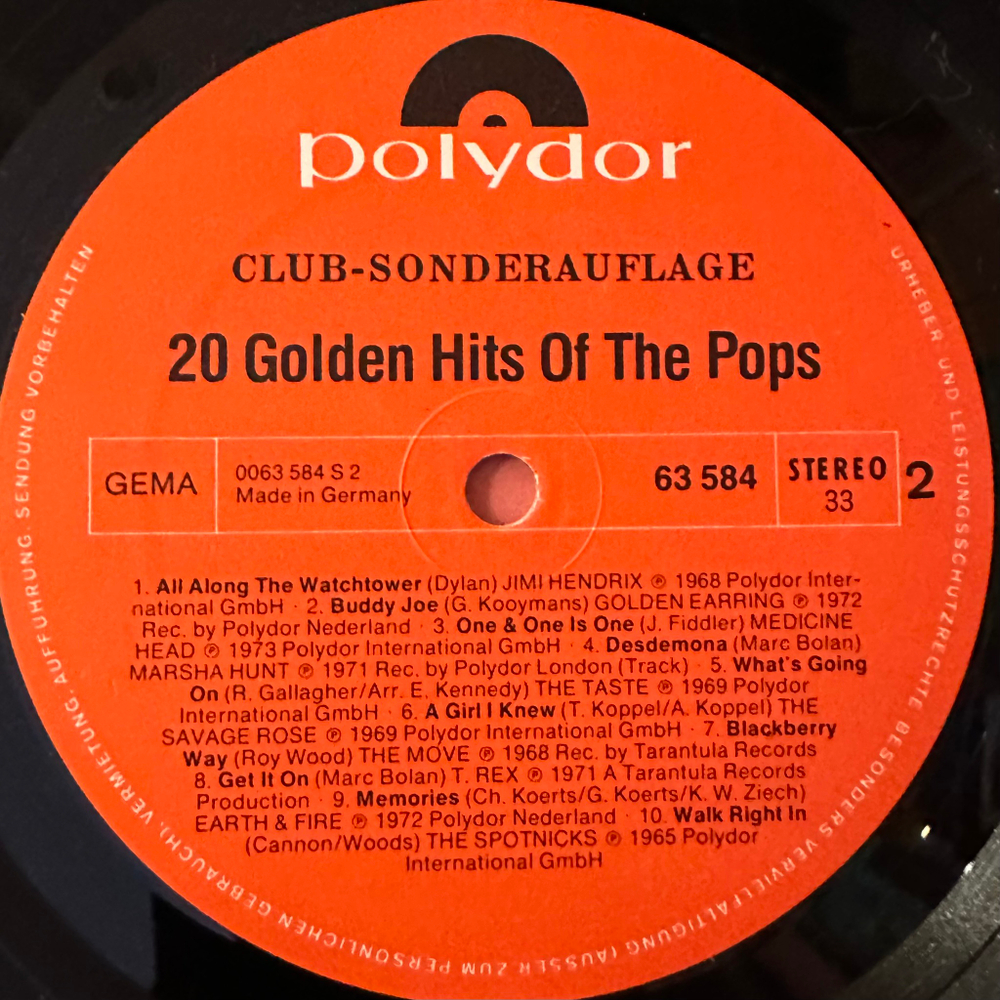 polydor
CLUB-SONDERAUFLAGE
20 Golden Hits Of The Pops
GEMA
0063 584 S 2
Made in Germany
63 584
STEREO
33
2
1. All Along The Watchtower (Dylan) JIMI HENDRIX ℗ 1968 Polydor Inter-
national GmbH · 2. Buddy Joe (G. Kooymans) GOLDEN EARRING ℗ 1972
Rec. by Polydor Nederland · 3. One & One Is One (J. Fiddler) MEDICINE
HEAD ℗ 1973 Polydor International GmbH · 4. Desdemona (Marc Bolan)
MARSHA HUNT ℗ 1971 Rec. by Polydor London (Track) · 5. What's Going
On (R. Gallagher/Arr. E. Kennedy) THE TASTE ℗ 1969 Polydor
International GmbH · 6. A Girl I Knew (T. Koppel/A. Koppel) THE
SAVAGE ROSE ℗ 1969 Polydor International GmbH · 7. Blackberry
Way (Roy Wood) THE MOVE ℗ 1968 Rec. by Tarantula Records
8. Get It On (Marc Bolan) T. REX ℗ 1971 A Tarantula Records
Production · 9. Memories (Ch. Koerts/G. Koerts/K. W. Ziech)
EARTH & FIRE ℗ 1972 Polydor Nederland · 10. Walk Right In
(Cannon/Woods) THE SPOTNICKS ℗ 1965 Polydor
International GmbH
URHEBER UND LEISTUNGSSCHUTZRECHTE BESONDERS VERVIELFÄLTIGUNG (AUSSER ZUM PERSÖNLICHEN GEBRAUCH), VERMIETUNG, AUFFÜHRUNG, SENDUNG VORBEHALTEN